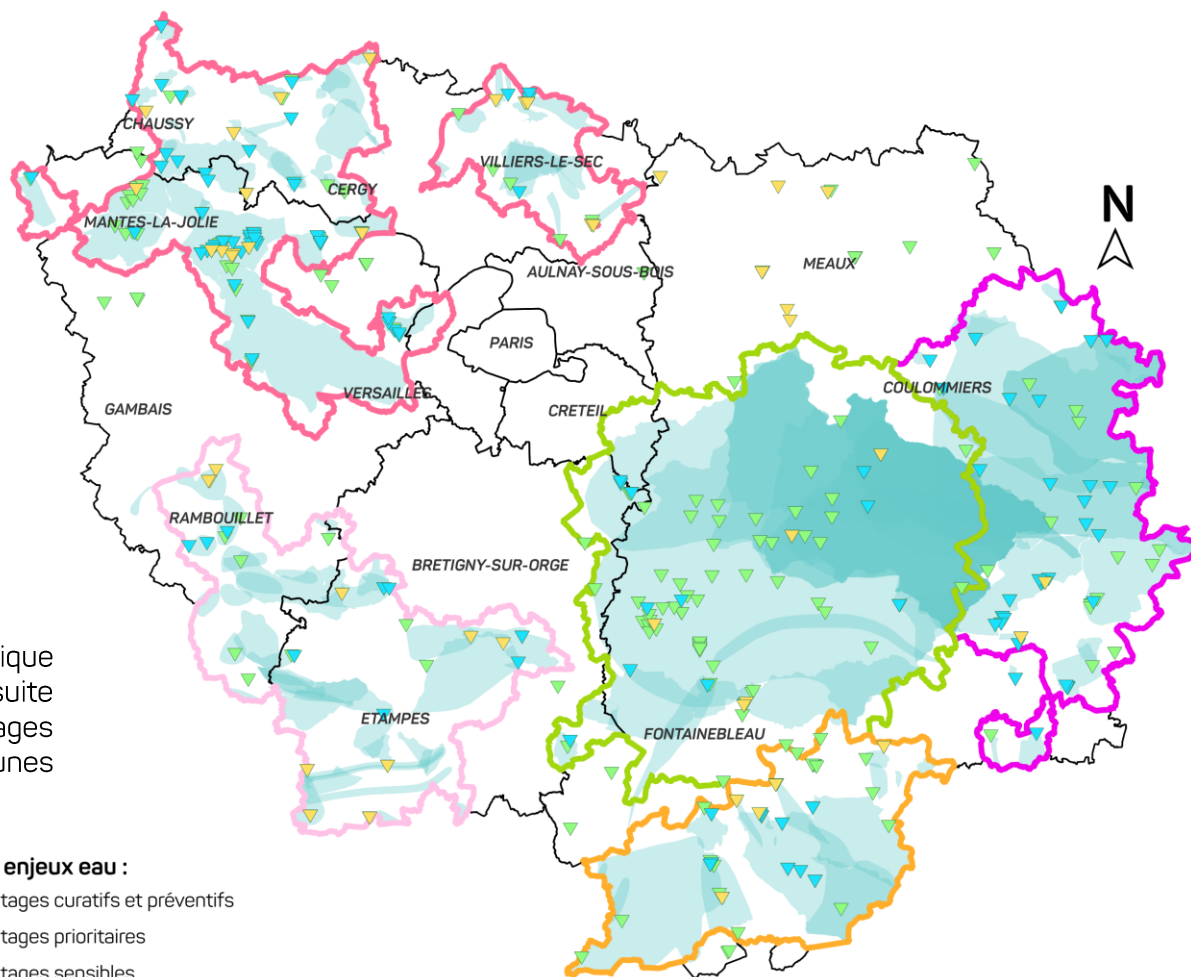 N
CHAUSSY
VILLIERS-LE-SEC
CERGY
MANTES-LA-JOLIE
AULNAY-SOUS-BOIS
MEAUX
PARIS
COULOMMIERS
VERSAILLES
GAMBAIS
CRETEIL
RAMBOUILLET
BRETIGNY-SUR-ORGE
ETAMPES
FONTAINEBLEAU
ique
suite
ages
unes
enjeux eau :
tages curatifs et préventifs
tages prioritaires
tages sensibles